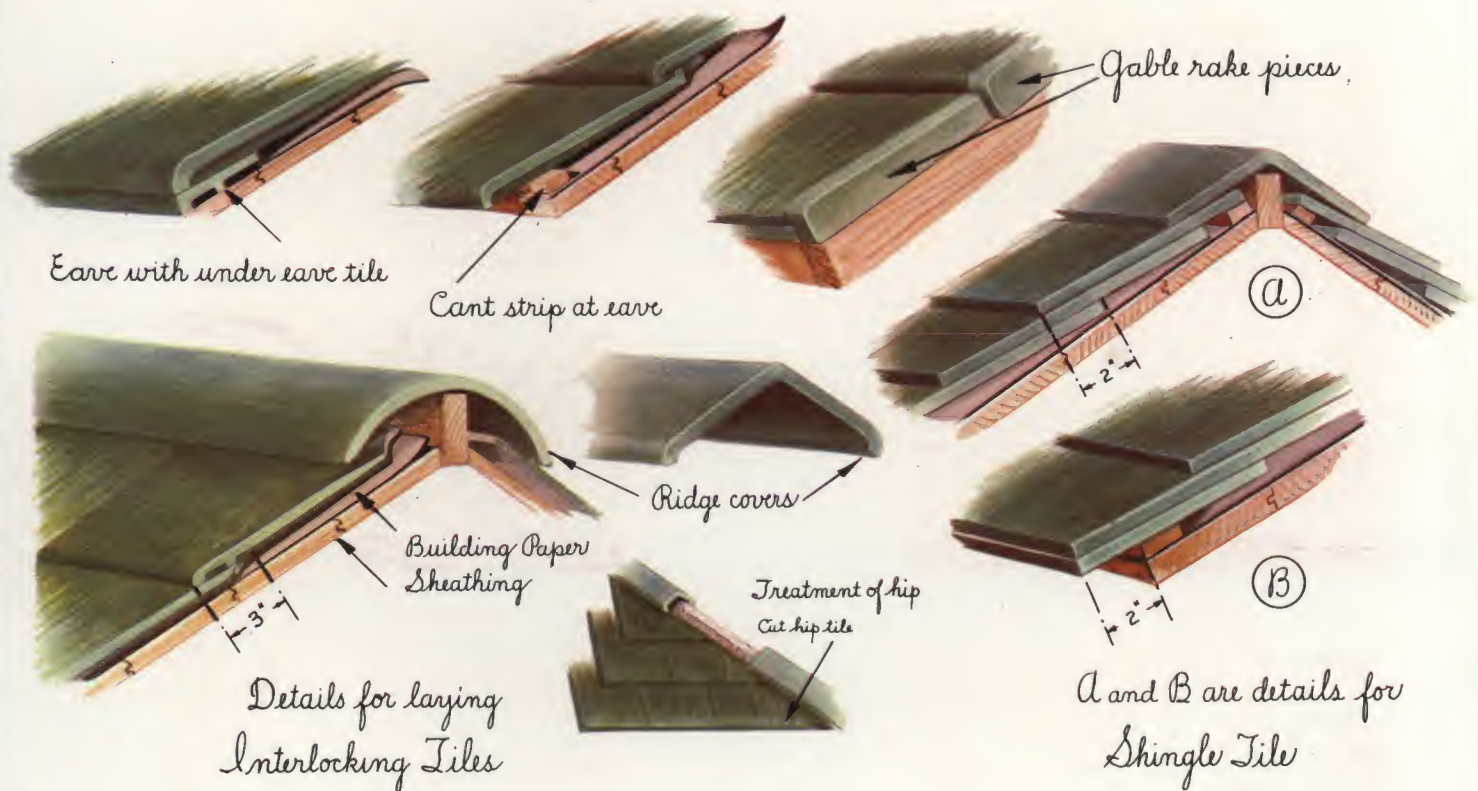 Gable rake pieces.
Eave with under eave tile
Cant strip at eave
A
2"
Ridge covers
Building Paper
Sheathing
3"
Treatment of hip
Cut hip tile
B
2"
Details for laying
Interlocking Tiles
A and B are details for
Shingle Tile